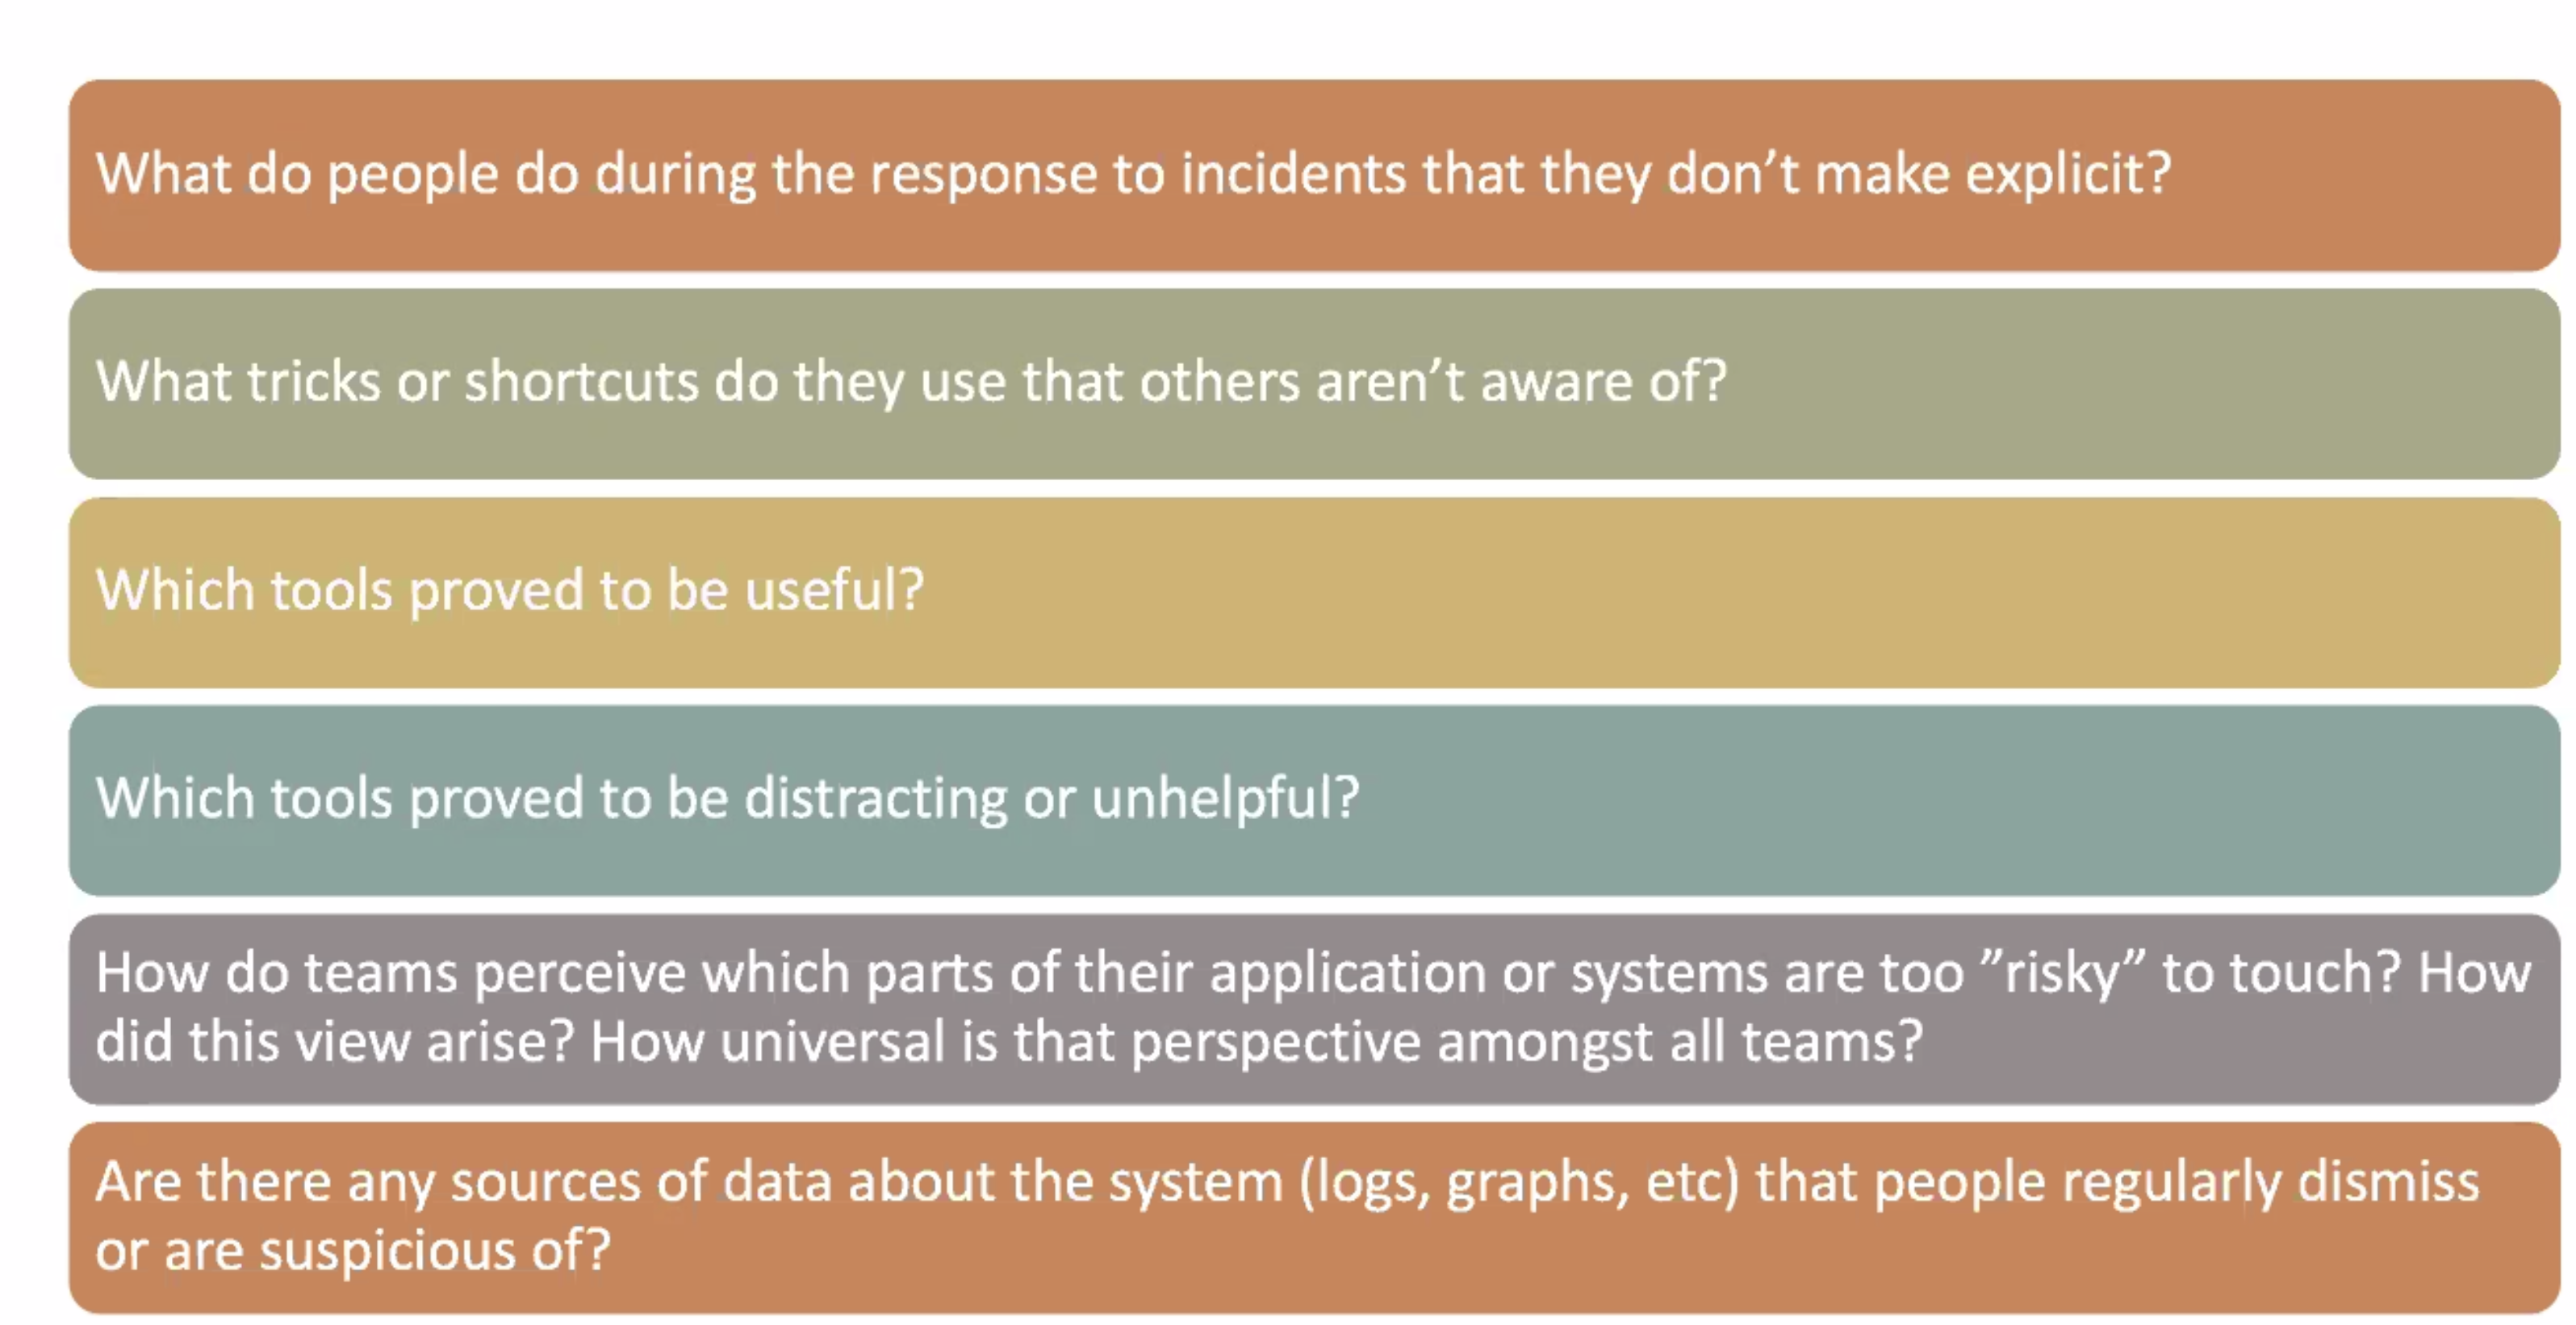 What do people do during the response to incidents that they don’t make explicit?
What tricks or shortcuts do they use that others aren’t aware of?
Which tools proved to be useful?
Which tools proved to be distracting or unhelpful?
How do teams perceive which parts of their application or systems are too ”risky” to touch? How
did this view arise? How universal is that perspective amongst all teams?
Are there any sources of data about the system (logs, graphs, etc) that people regularly dismiss
or are suspicious of?